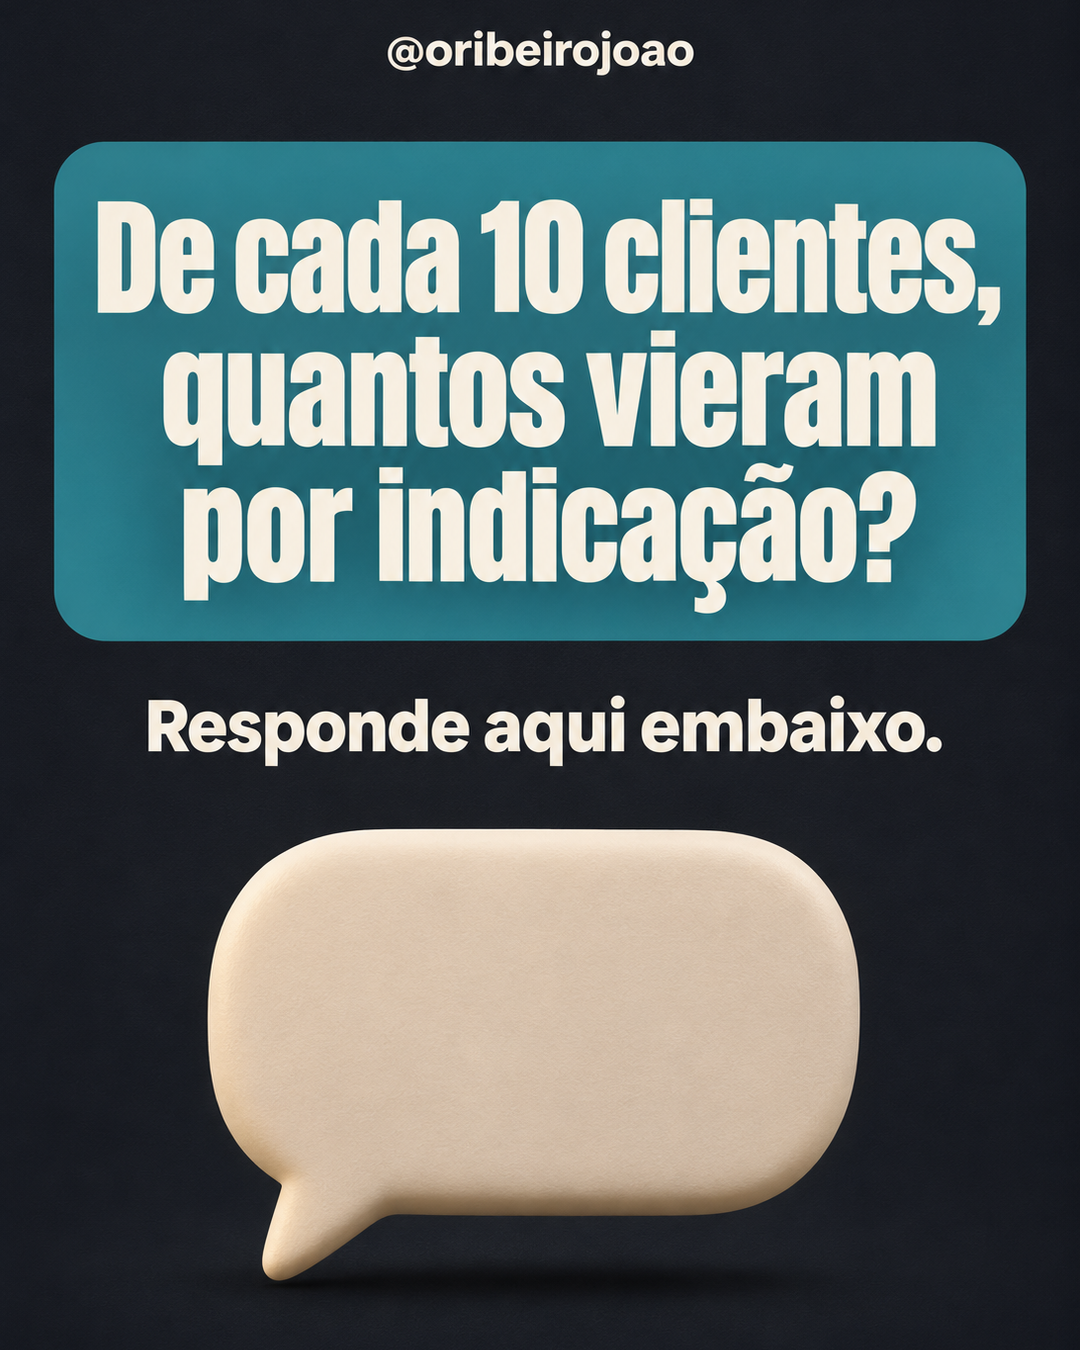 @oribeirojoao
De cada 10 clientes,
quantos vieram
por indicação?
Responde aqui embaixo.